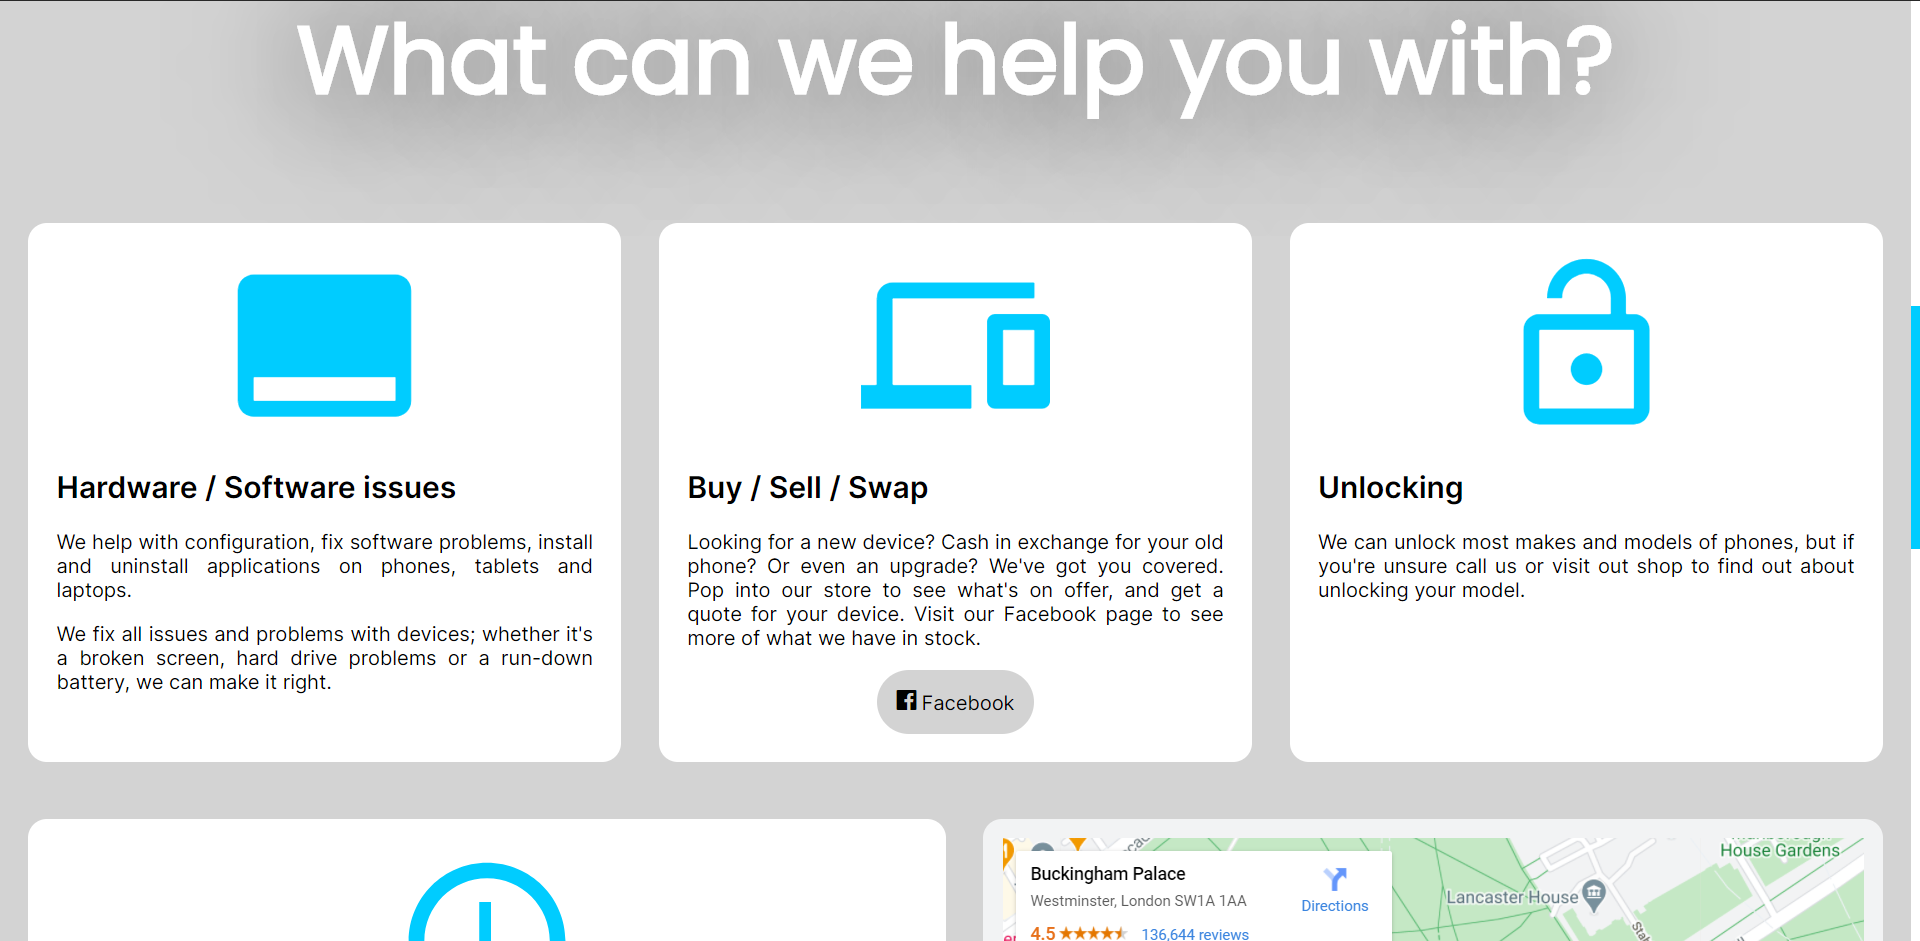 What can we help you with?
Hardware / Software issues
We help with configuration, fix software problems, install
and uninstall applications on phones, tablets and
laptops.
We fix all issues and problems with devices; whether it's
a broken screen, hard drive problems or a run-down
battery, we can make it right.
Buy / Sell / Swap
Looking for a new device? Cash in exchange for your old
phone? Or even an upgrade? We've got you covered.
Pop into our store to see what's on offer, and get a
quote for your device. Visit our Facebook page to see
more of what we have in stock.
Facebook
Unlocking
We can unlock most makes and models of phones, but if
you're unsure call us or visit out shop to find out about
unlocking your model.
Buckingham Palace
Westminster, London SW1A 1AA
4.5
136,644 reviews
Directions
House Gardens
Lancaster House